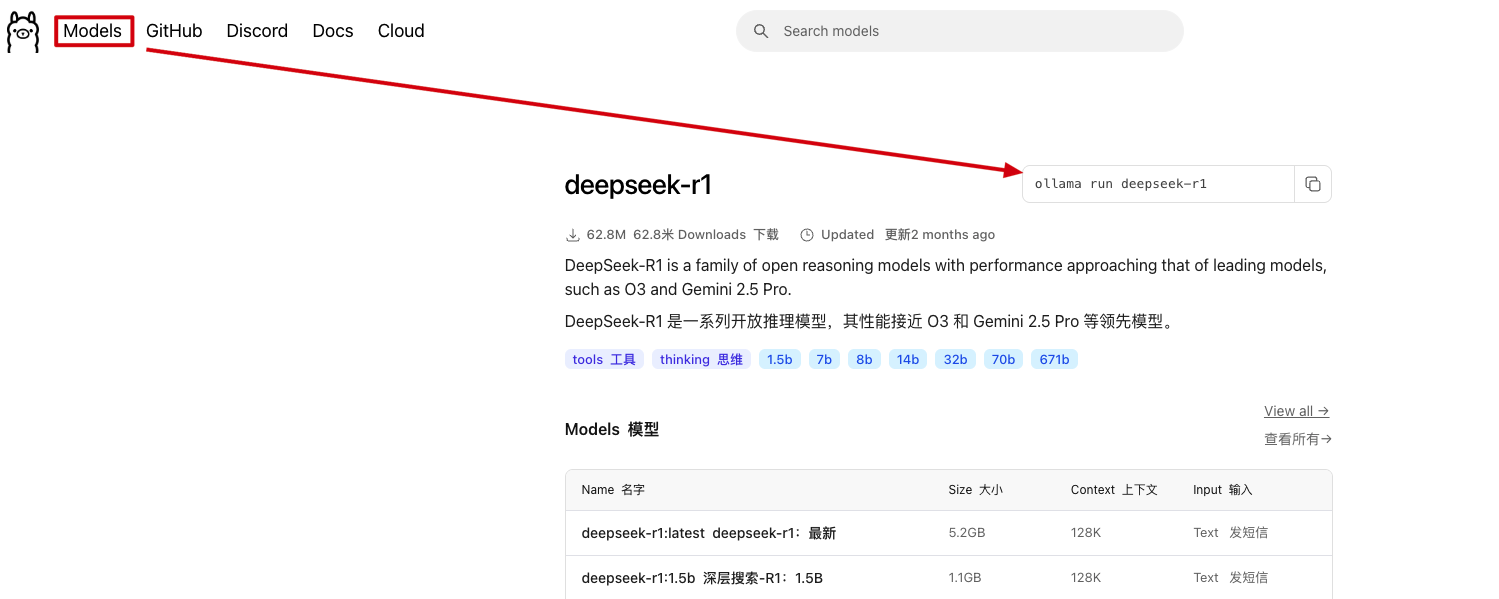 Models GitHub Discord Docs Cloud Search models
deepseek-r1 ollama run deepseek-r1
62.8M 62.8米 Downloads 下载 Updated 更新2 months ago
DeepSeek-R1 is a family of open reasoning models with performance approaching that of leading models,
such as O3 and Gemini 2.5 Pro.
DeepSeek-R1 是一系列开放推理模型，其性能接近 O3 和 Gemini 2.5 Pro 等领先模型。
tools 工具 thinking 思维 1.5b 7b 8b 14b 32b 70b 671b
View all →
Models 模型
查看所有→
Name 名字 Size 大小 Context 上下文 Input 输入
deepseek-r1:latest deepseek-r1：最新 5.2GB 128K Text 发短信
deepseek-r1:1.5b 深层搜索-R1：1.5B 1.1GB 128K Text 发短信